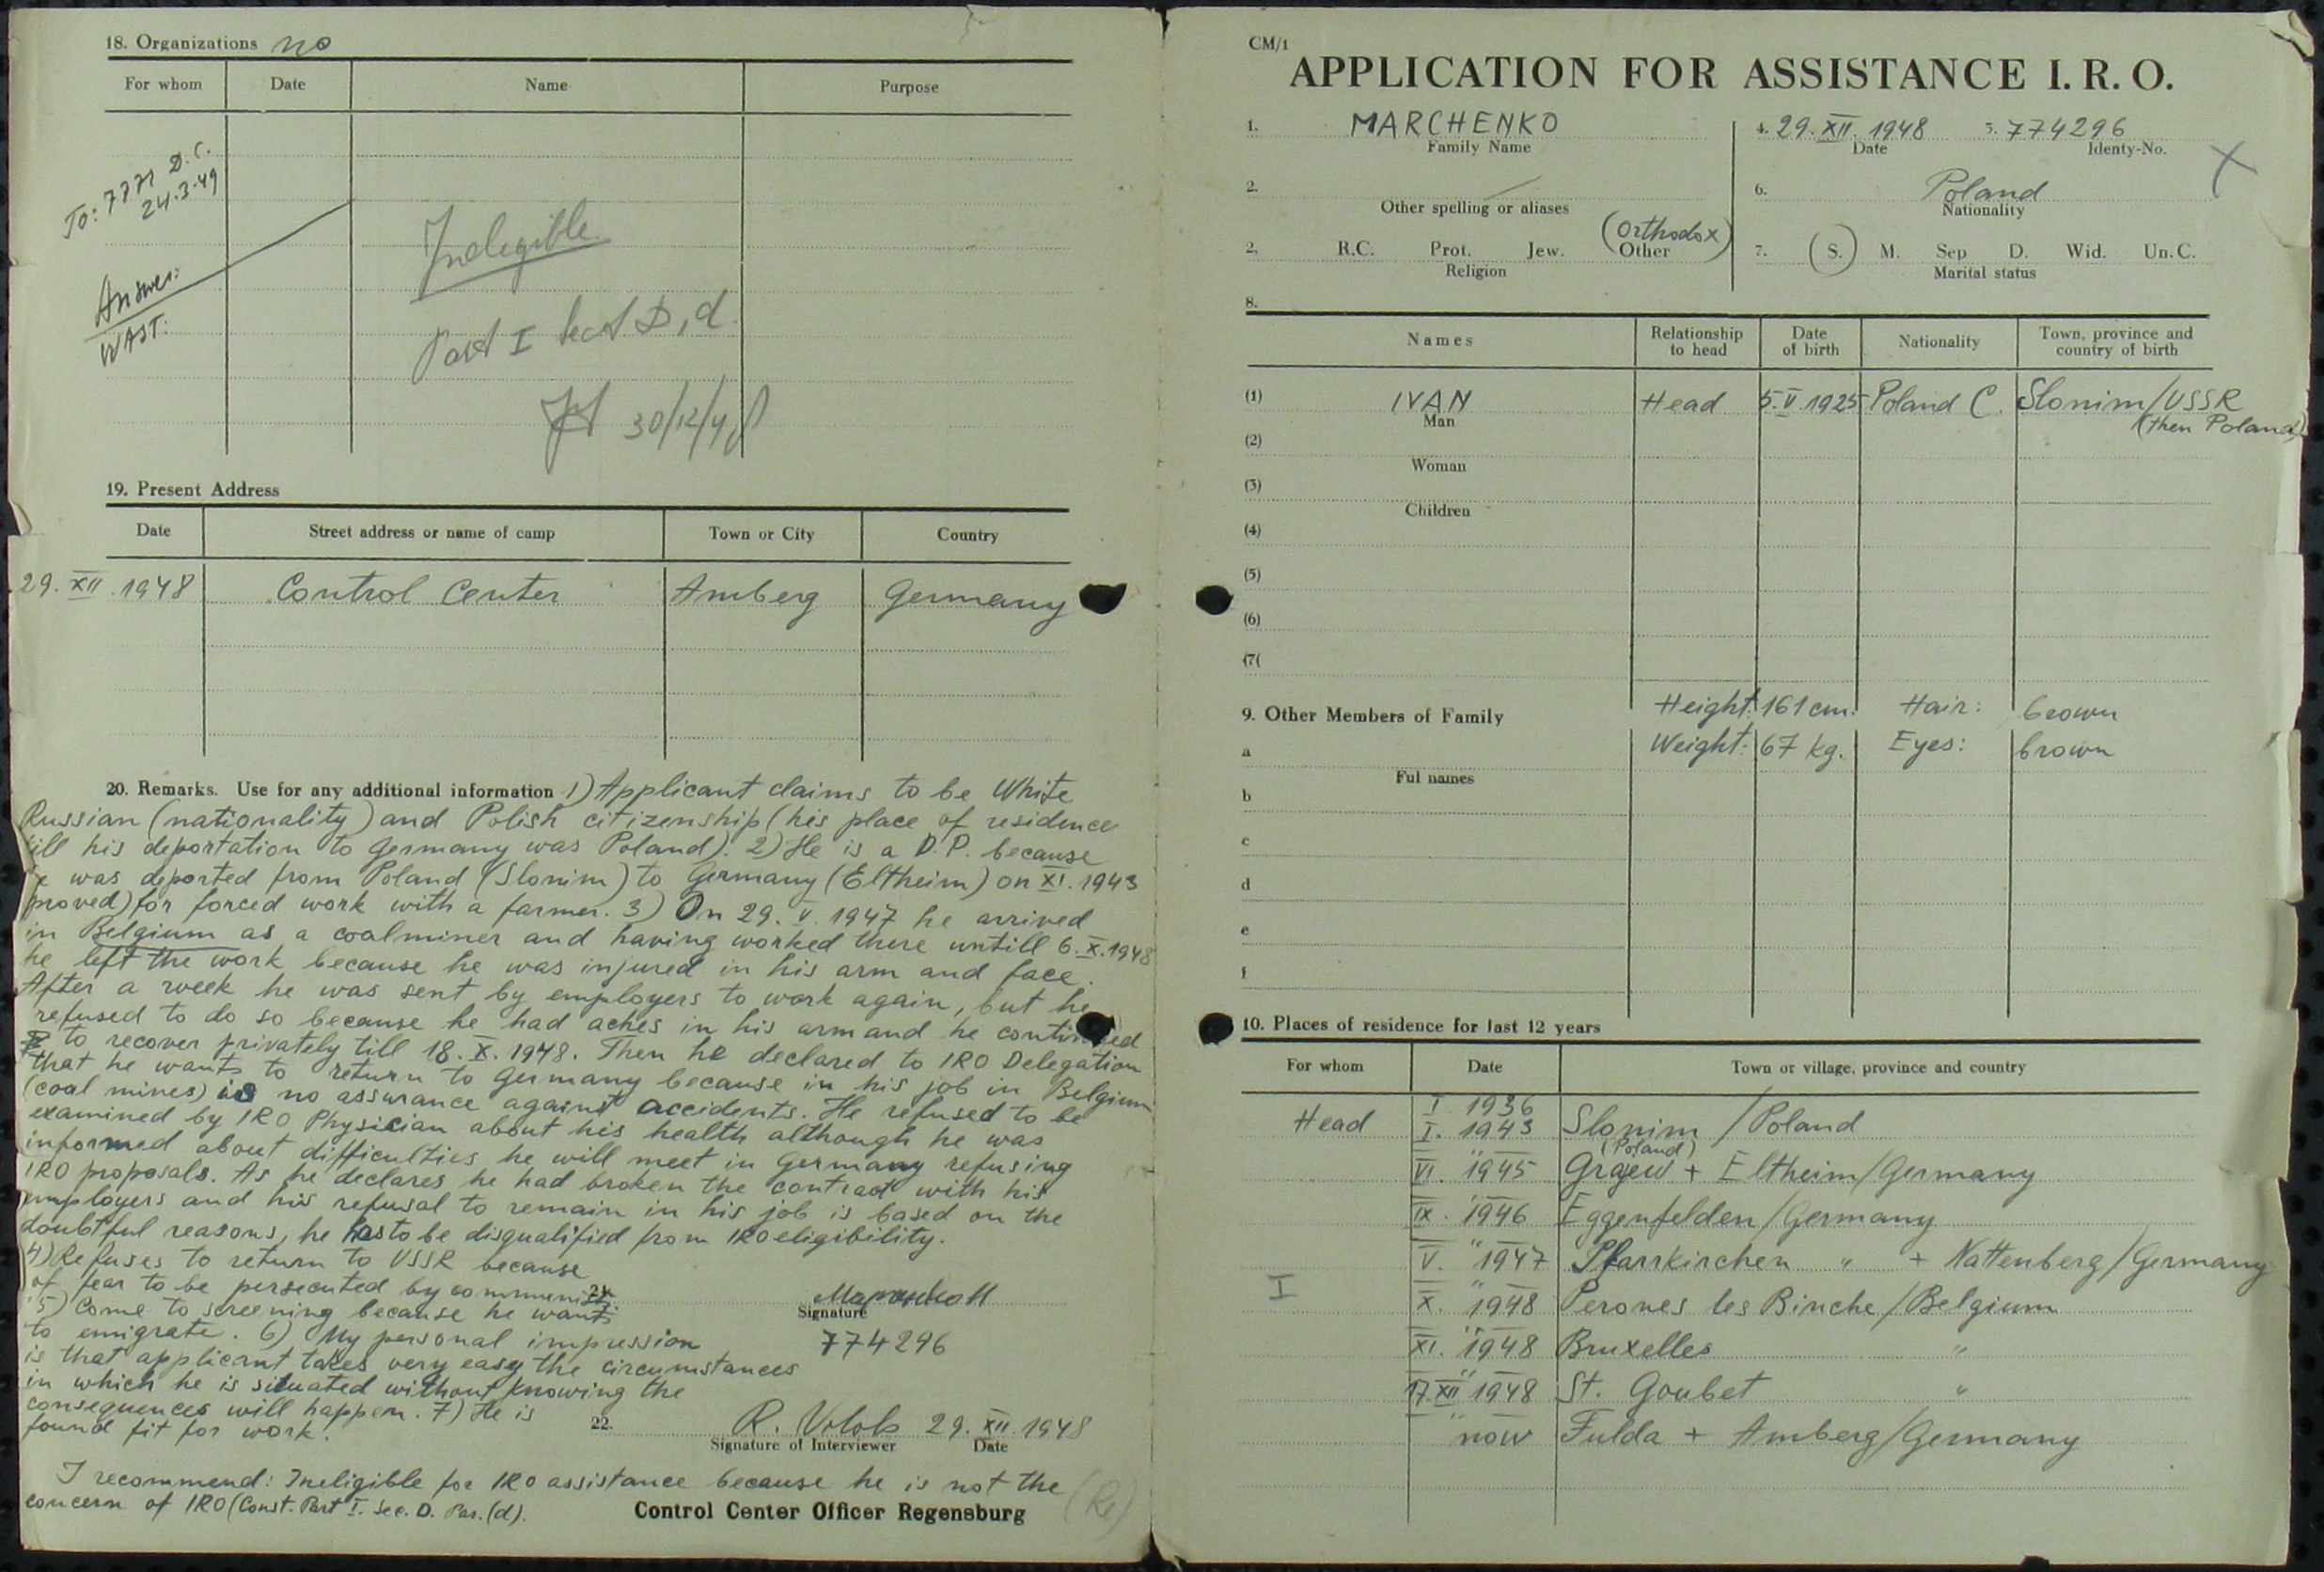 18. Organizations no
For whom Date Name Purpose
To: 7771 D.C.
24.3.49
Answer:
WAST:
Inelegible
Part I Sect D, d
30/12/48
19. Present Address
Date Street address or name of camp Town or City Country
29. XII. 1948 Control Center Amberg Germany
20. Remarks. Use for any additional information 1) Applicant claims to be White
Russian (nationality) and Polish citizenship (his place of residence
till his deportation to Germany was Poland). 2) He is a D.P. because
he was deported from Poland (Slonim) to Germany (Eltheim) on XI. 1943
proved) for forced work with a farmer. 3) On 29. V. 1947 he arrived
in Belgium as a coalminer and having worked there untill 6. X. 1948
he left the work because he was injured in his arm and face.
After a week he was sent by employers to work again, but he
refused to do so because he had aches in his arm and he continued
to recover privately till 18. X. 1948. Then he declared to IRO Delegation
that he wants to return to Germany because in his job in Belgium
(coal mines) is no assurance against accidents. He refused to be
examined by IRO Physician about his health although he was
informed about difficulties he will meet in Germany refusing
IRO proposals. As he declares he had broken the contract with his
employers and his refusal to remain in his job is based on the
doubtful reasons, he has to be disqualified from IRO eligibility.
4) Refuses to return to USSR because
of fear to be persecuted by communist
5) Come to screening because he want
to emigrate. 6) My personal impression
is that applicant takes very easy the circumstances
in which he is situated without knowing the
consequences will happen. 7) He is
found fit for work.
21.
Signature
774296
22. R. Vilob 29. XII. 1948
Signature of Interviewer Date
I recommend: Ineligible for IRO assistance because he is not the
concern of IRO (Const. Part I. Sec. D. Par. (d).
Control Center Officer Regensburg
(Re)
CM/1
APPLICATION FOR ASSISTANCE I. R. O.
1. MARCHENKO
Family Name
4. 29. XII. 1948 5. 774296
Date Identy-No.
X
2. Other spelling or aliases
6. Poland
Nationality
2, R.C. Prot. Jew. (Orthodox) Other
Religion
7. (S.) M. Sep D. Wid. Un. C.
Marital status
8.
Names Relationship to head Date of birth Nationality Town, province and country of birth
(1) IVAN Head 5. V. 1925 Poland C. Slonim/USSR
Man (then Poland)
(2)
Woman
(3)
Children
(4)
(5)
(6)
(7(
9. Other Members of Family Height: 161 cm. Hair: brown
a Weight: 67 kg. Eyes: brown
Ful names
b
c
d
e
f
10. Places of residence for last 12 years
For whom Date Town or village, province and country
I. 1936
Head I. 1943 Slonim / Poland
(Poland)
VI. 1945 Grajew + Eltheim/Germany
IX. 1946 Eggenfelden/Germany
V. 1947 Pfarrkirchen " + Nattenberg/Germany
I
X. 1948 Perones les Binche/Belgium
XI. 1948 Bruxelles "
17. XII 1948 St. Goubet "
now Fulda + Amberg/Germany